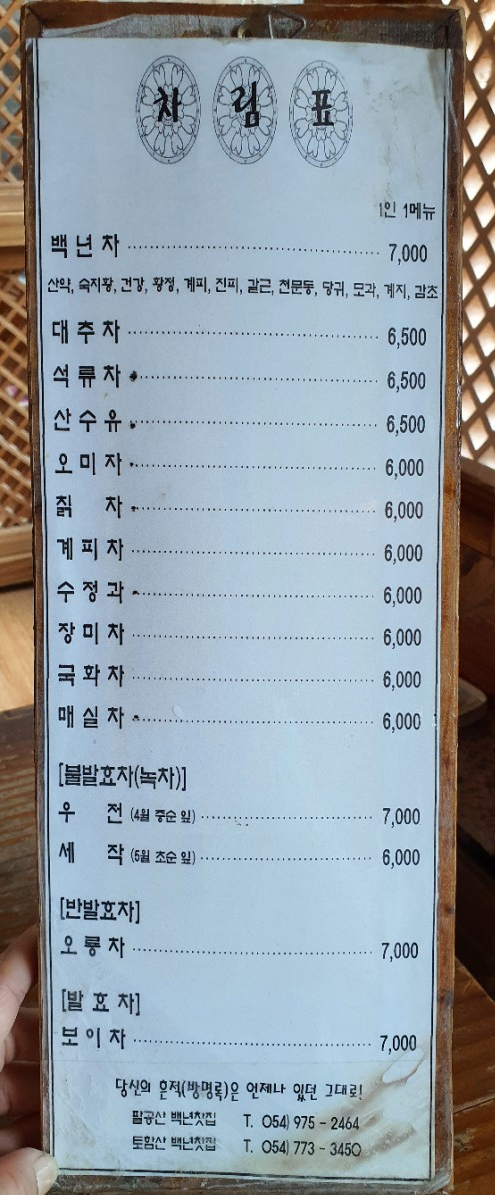 차림표
1인 1메뉴
백년차 7,000
산약, 숙지황, 건강, 황정, 계피, 진피, 갈근, 천문동, 당귀, 모과, 계지, 감초
대추차 6,500
석류차 6,500
산수유 6,500
오미자 6,000
칡 차 6,000
계피차 6,000
수정과 6,000
장미차 6,000
국화차 6,000
매실차 6,000
[불발효차(녹차)]
우 전 (4월 중순 잎) 7,000
세 작 (5월 초순 잎) 6,000
[반발효차]
오룡차 7,000
[발효차]
보이차 7,000
당신의 흔적(방명록)은 언제나 있던 그대로!
팔공산 백년찻집 T. 054) 975 - 2464
토함산 백년찻집 T. 054) 773 - 3450